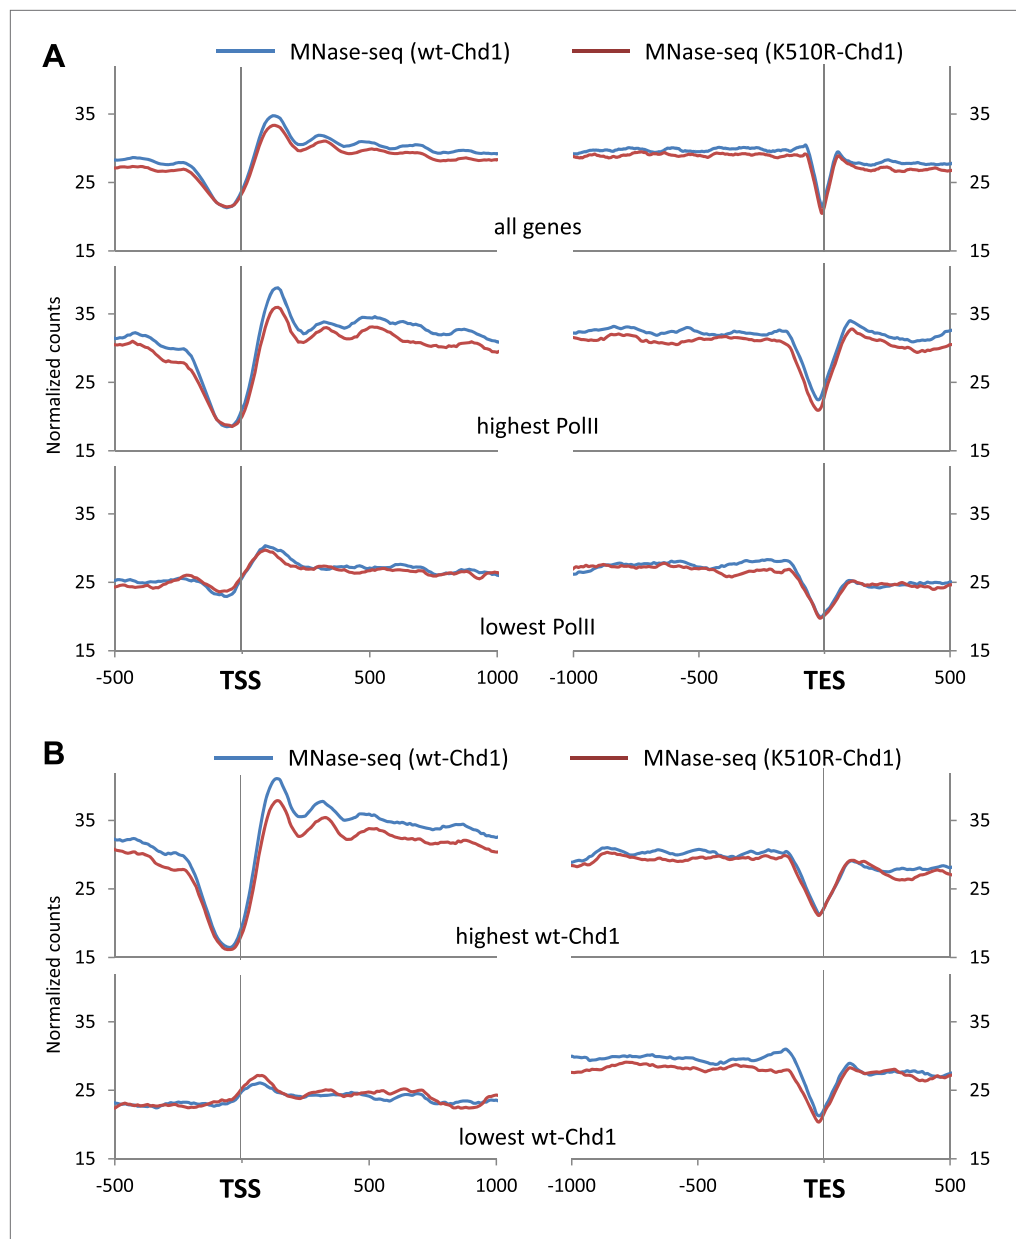 A
MNase-seq (wt-Chd1) MNase-seq (K510R-Chd1)
35 35
25 25
all genes
15 15
Normalized counts
35 35
25 25
highest PolII
15 15
35 35
25 25
lowest PolII
15 15
-500 TSS 500 1000 -1000 -500 TES 500
B
MNase-seq (wt-Chd1) MNase-seq (K510R-Chd1)
35 35
25 25
Normalized counts
highest wt-Chd1
15 15
35 35
25 25
lowest wt-Chd1
15 15
-500 TSS 500 1000 -1000 -500 TES 500